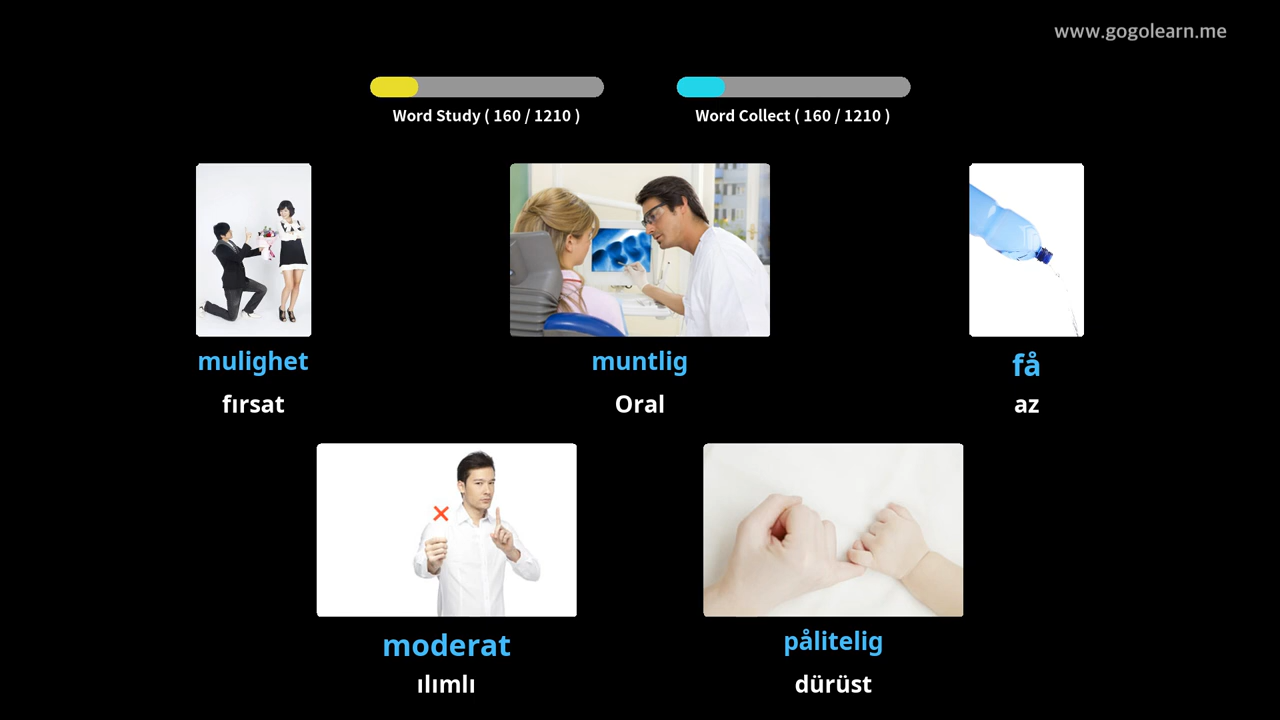 www.gogolearn.me
Word Study ( 160 / 1210 )
Word Collect ( 160 / 1210 )
mulighet
fırsat
muntlig
Oral
få
az
moderat
ılımlı
pålitelig
dürüst